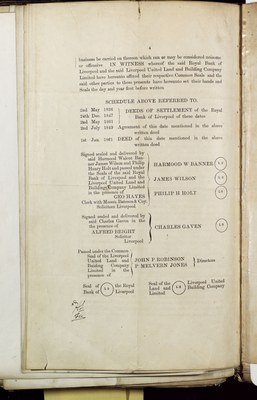 4
business be carried on thereon which can or may be considered noisome
or offensive IN WITNESS whereof the said Royal Bank of
Liverpool and the said Liverpool United Land and Building Company
Limited have hereunto affixed their respective Common Seals and the
said other parties to these presents have hereunto set their hands and
Seals the day and year first before written
SCHEDULE ABOVE REFERRED TO.
2nd May 1836
16th Dec. 1847
2nd May 1861
DEEDS OF SETTLEMENT of the Royal
Bank of Liverpool of these dates
2nd July 1849 Agreement of this date mentioned in the above
written deed
1st Jan. 1861 DEED of this date mentioned in the above
written deed
Signed sealed and delivered by
said Harmood Walcot Banner
James Wilson and Philip
Henry Holt and passed under
the Seals of the said Royal
Bank of Liverpool and the
Liverpool United Land and
Building Company Limited
in the presence of
HARMOOD W BANNER L S
JAMES WILSON L S
PHILIP H HOLT L S
GEO HAYES
Clerk with Messrs Bateson & Coy
Solicitors Liverpool
Signed sealed and delivered by
said Charles Gaven in the
the presence of
ALFRED BRIGHT
Solicitor
Liverpool
CHARLES GAVEN L S
Passed under the Common
Seal of the Liverpool
United Land and
Building Company
Limited in the
presence of
JOHN F ROBINSON
P MELVERN JONES
Directors
Seal of
Bank of
L S
the Royal
Liverpool
Seal of the
Land and
Limited
L S
Liverpool United
Building Company